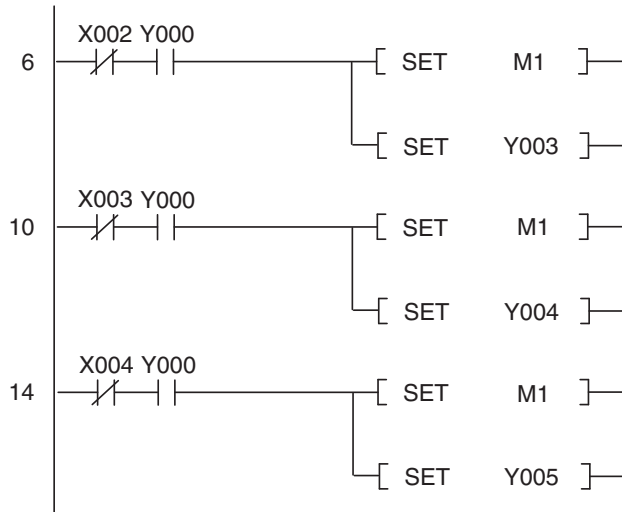 X002 Y000
6 SET M1
SET Y003
X003 Y000
10 SET M1
SET Y004
X004 Y000
14 SET M1
SET Y005